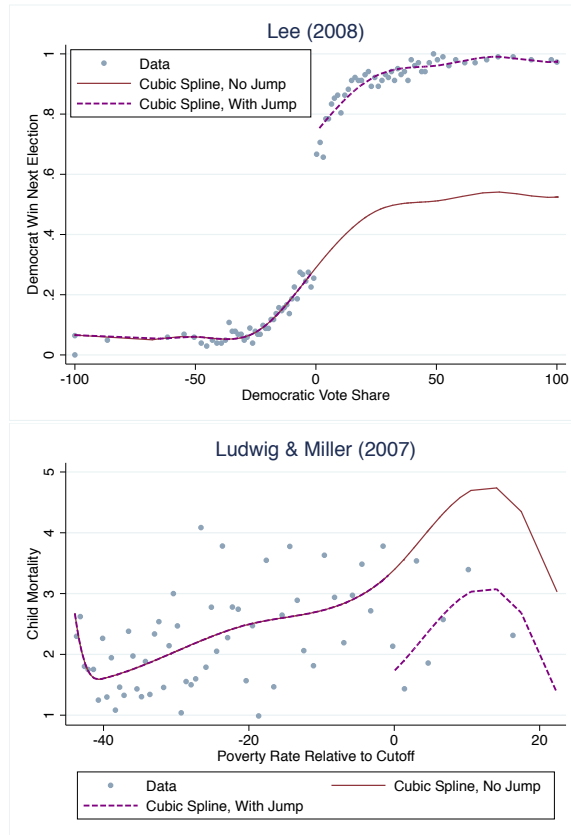 Lee (2008)
Democrat Win Next Election
1
.8
.6
.4
.2
0
Data
Cubic Spline, No Jump
Cubic Spline, With Jump
-100
-50
0
50
100
Democratic Vote Share
Ludwig & Miller (2007)
Child Mortality
5
4
3
2
1
-40
-20
0
20
Poverty Rate Relative to Cutoff
Data
Cubic Spline, No Jump
Cubic Spline, With Jump